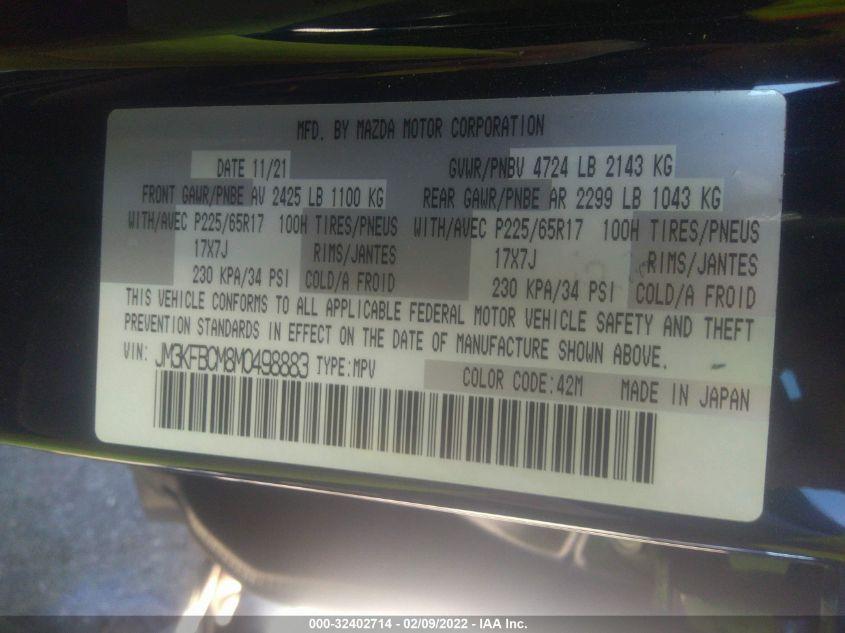 MFD. BY MAZDA MOTOR CORPORATION
DATE 11/21 GVWR/PNBV 4724 LB 2143 KG
FRONT GAWR/PNBE AV 2425 LB 1100 KG REAR GAWR/PNBE AR 2299 LB 1043 KG
WITH/AVEC P225/65R17 100H TIRES/PNEUS WITH/AVEC P225/65R17 100H TIRES/PNEUS
17X7J RIMS/JANTES 17X7J RIMS/JANTES
230 KPA/34 PSI COLD/A FROID 230 KPA/34 PSI COLD/A FROID
THIS VEHICLE CONFORMS TO ALL APPLICABLE FEDERAL MOTOR VEHICLE SAFETY AND THEFT
PREVENTION STANDARDS IN EFFECT ON THE DATE OF MANUFACTURE SHOWN ABOVE.
VIN: JM3KFBCM8M0498883 TYPE:MPV
COLOR CODE:42M MADE IN JAPAN
000-32402714 - 02/09/2022 - IAA Inc.